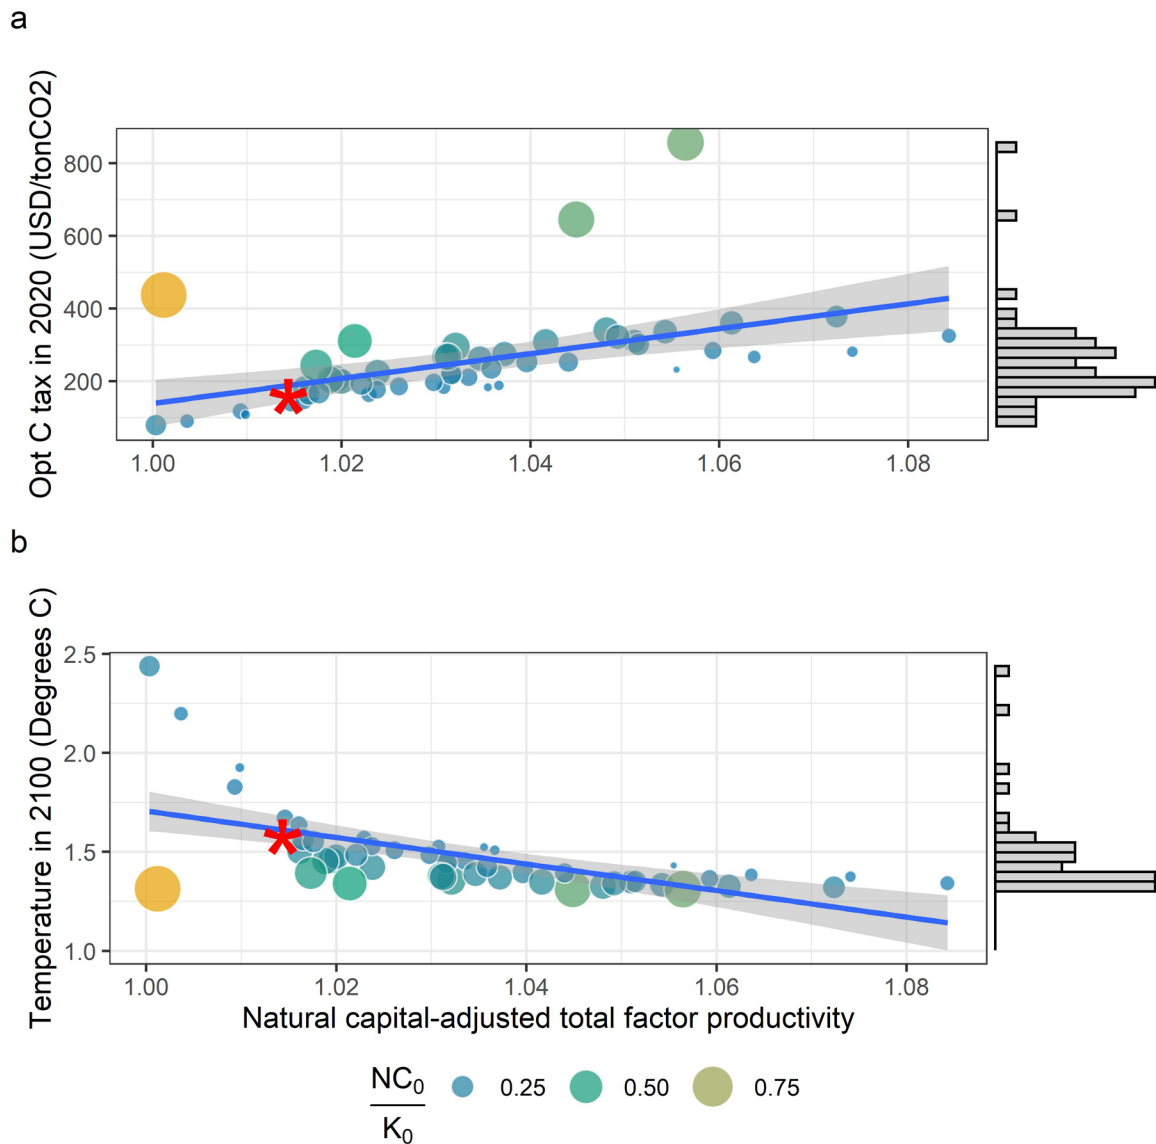 a
Opt C tax in 2020 (USD/tonCO2)
800
600
400
200
1.00 1.02 1.04 1.06 1.08
b
Temperature in 2100 (Degrees C)
2.5
2.0
1.5
1.0
1.00 1.02 1.04 1.06 1.08
Natural capital-adjusted total factor productivity
NC₀
K₀
0.25 0.50 0.75